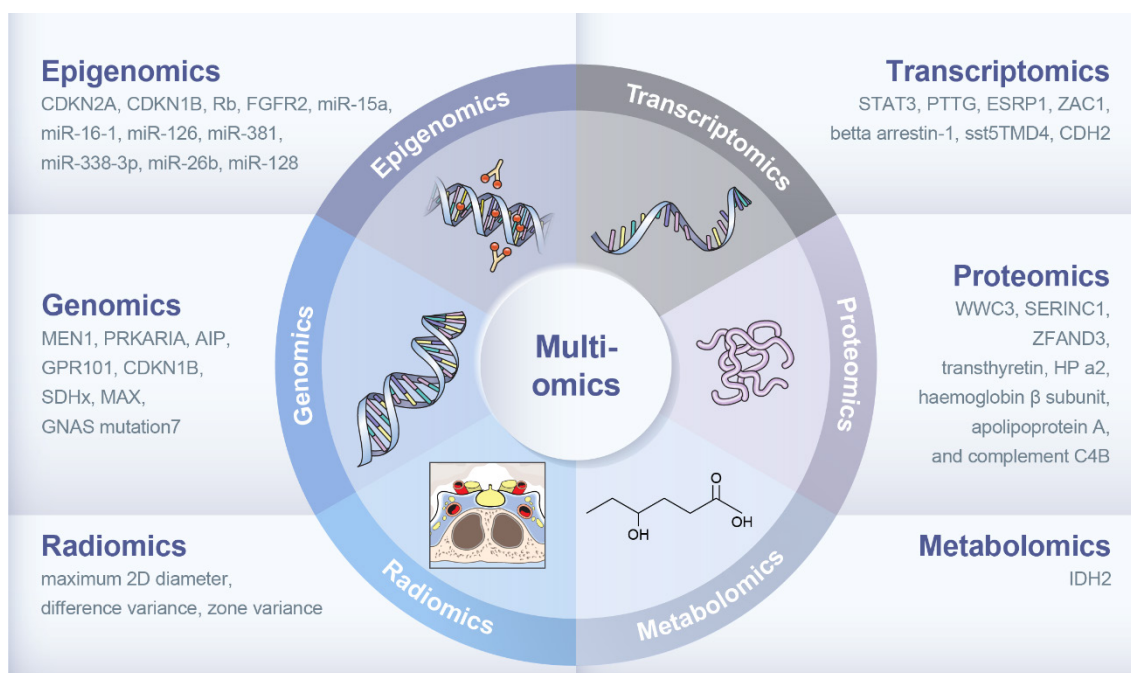 Epigenomics
CDKN2A, CDKN1B, Rb, FGFR2, miR-15a,
miR-16-1, miR-126, miR-381,
miR-338-3p, miR-26b, miR-128
Transcriptomics
STAT3, PTTG, ESRP1, ZAC1,
betta arrestin-1, sst5TMD4, CDH2
Genomics
MEN1, PRKARIA, AIP,
GPR101, CDKN1B,
SDHx, MAX,
GNAS mutation7
Proteomics
WWC3, SERINC1,
ZFAND3,
transthyretin, HP a2,
haemoglobin β subunit,
apolipoprotein A,
and complement C4B
Radiomics
maximum 2D diameter,
difference variance, zone variance
Metabolomics
IDH2
Epigenomics
Transcriptomics
Genomics
Proteomics
Radiomics
Metabolomics
Multi-
omics
O
OH
OH